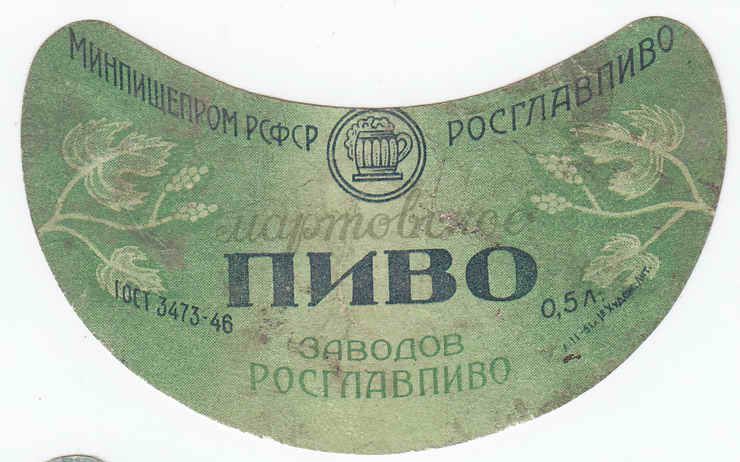 МИНПИЩЕПРОМ РСФСР
РОСГЛАВПИВО
мартовское
ПИВО
ГОСТ 3473-46
0,5 л.
ЗАВОДОВ
РОСГЛАВПИВО